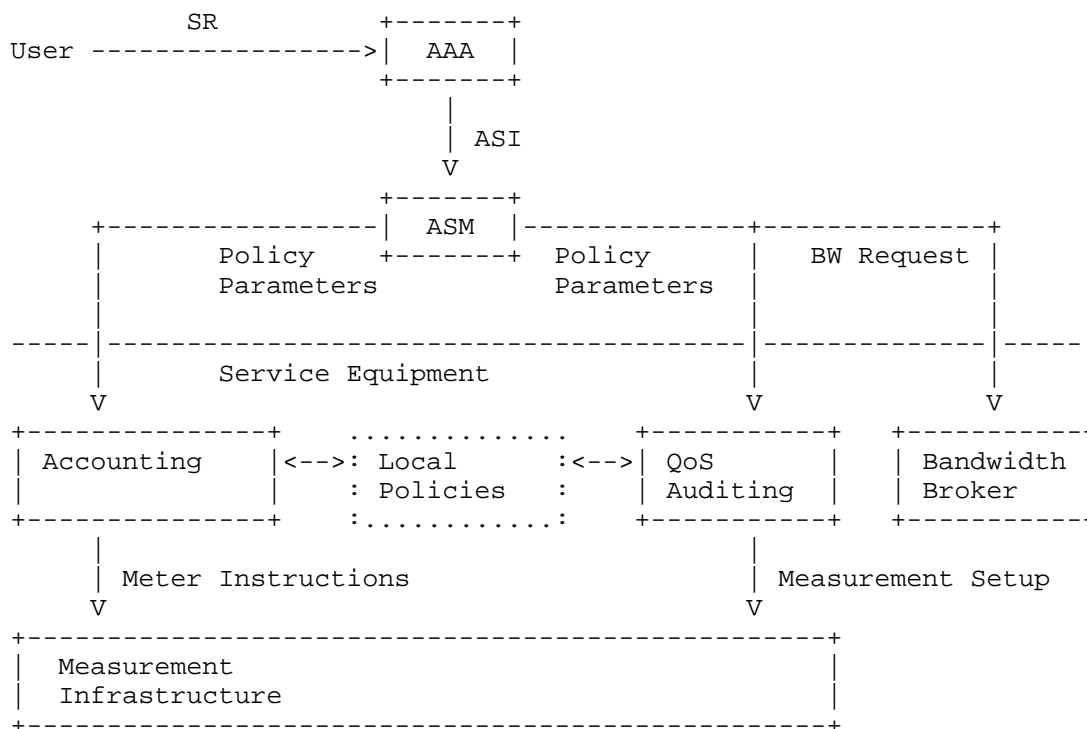 SR
User AAA
ASI
ASM
Policy Policy BW Request
Parameters Parameters
Service Equipment
Accounting Local QoS Bandwidth
Policies Auditing Broker
Meter Instructions Measurement Setup
Measurement
Infrastructure